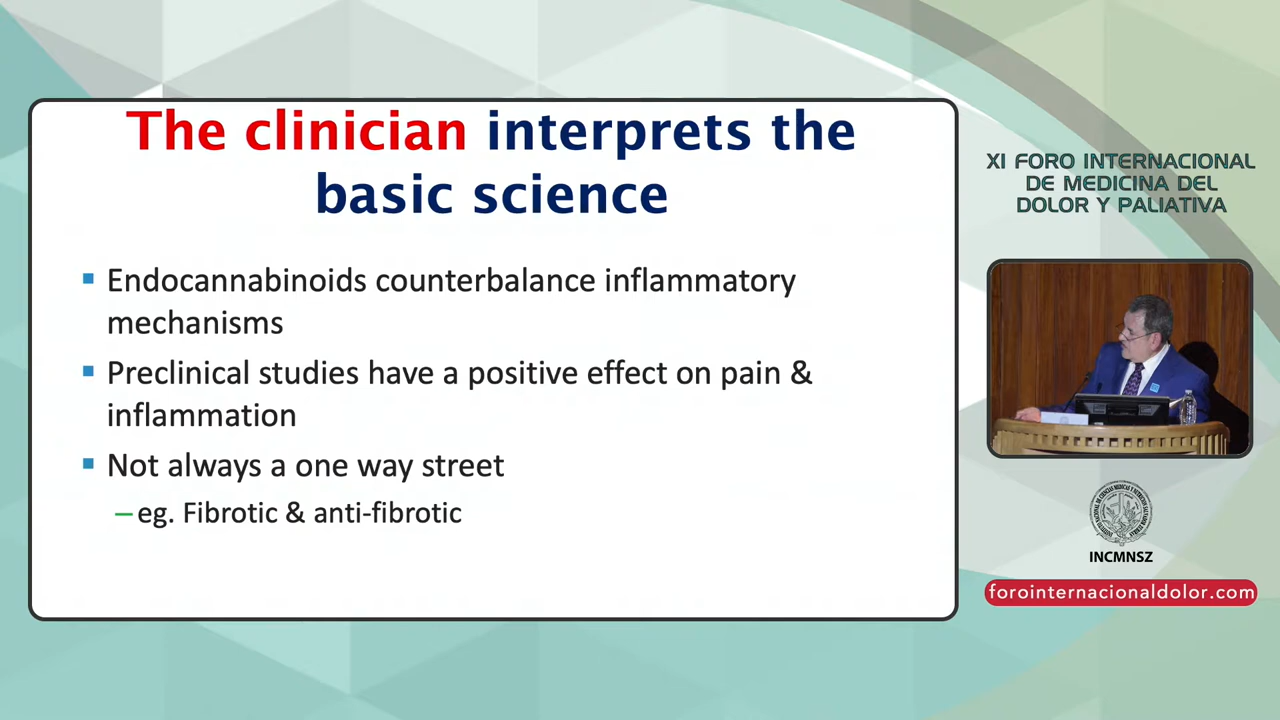 The clinician interprets the
basic science
▪ Endocannabinoids counterbalance inflammatory
mechanisms
▪ Preclinical studies have a positive effect on pain &
inflammation
▪ Not always a one way street
–eg. Fibrotic & anti-fibrotic
XI FORO INTERNACIONAL
DE MEDICINA DEL
DOLOR Y PALIATIVA
INCMNSZ
forointernacionaldolor.com